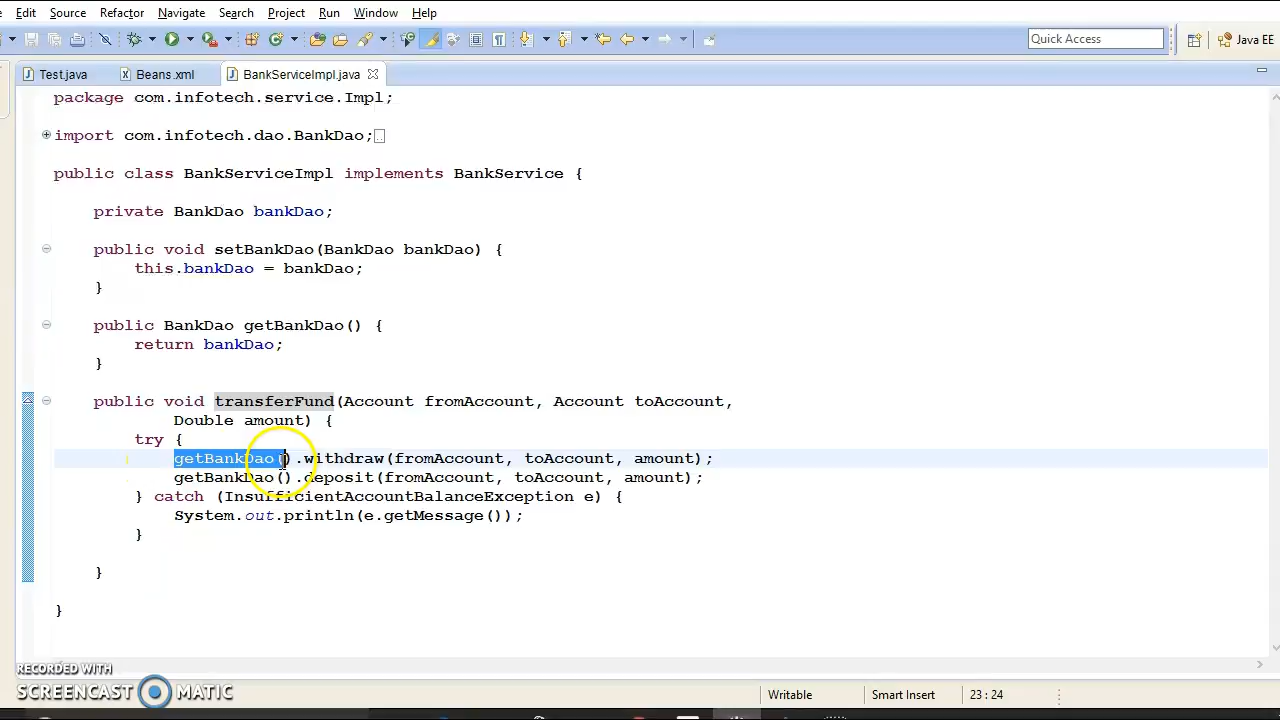 Edit Source Refactor Navigate Search Project Run Window Help
Quick Access Java EE
Test.java Beans.xml BankServiceImpl.java
package com.infotech.service.Impl;
import com.infotech.dao.BankDao;
public class BankServiceImpl implements BankService {
private BankDao bankDao;
public void setBankDao(BankDao bankDao) {
this.bankDao = bankDao;
}
public BankDao getBankDao() {
return bankDao;
}
public void transferFund(Account fromAccount, Account toAccount,
Double amount) {
try {
getBankDao().withdraw(fromAccount, toAccount, amount);
getBankDao().deposit(fromAccount, toAccount, amount);
} catch (InsufficientAccountBalanceException e) {
System.out.println(e.getMessage());
}
}
}
RECORDED WITH
SCREENCAST MATIC
Writable Smart Insert 23 : 24